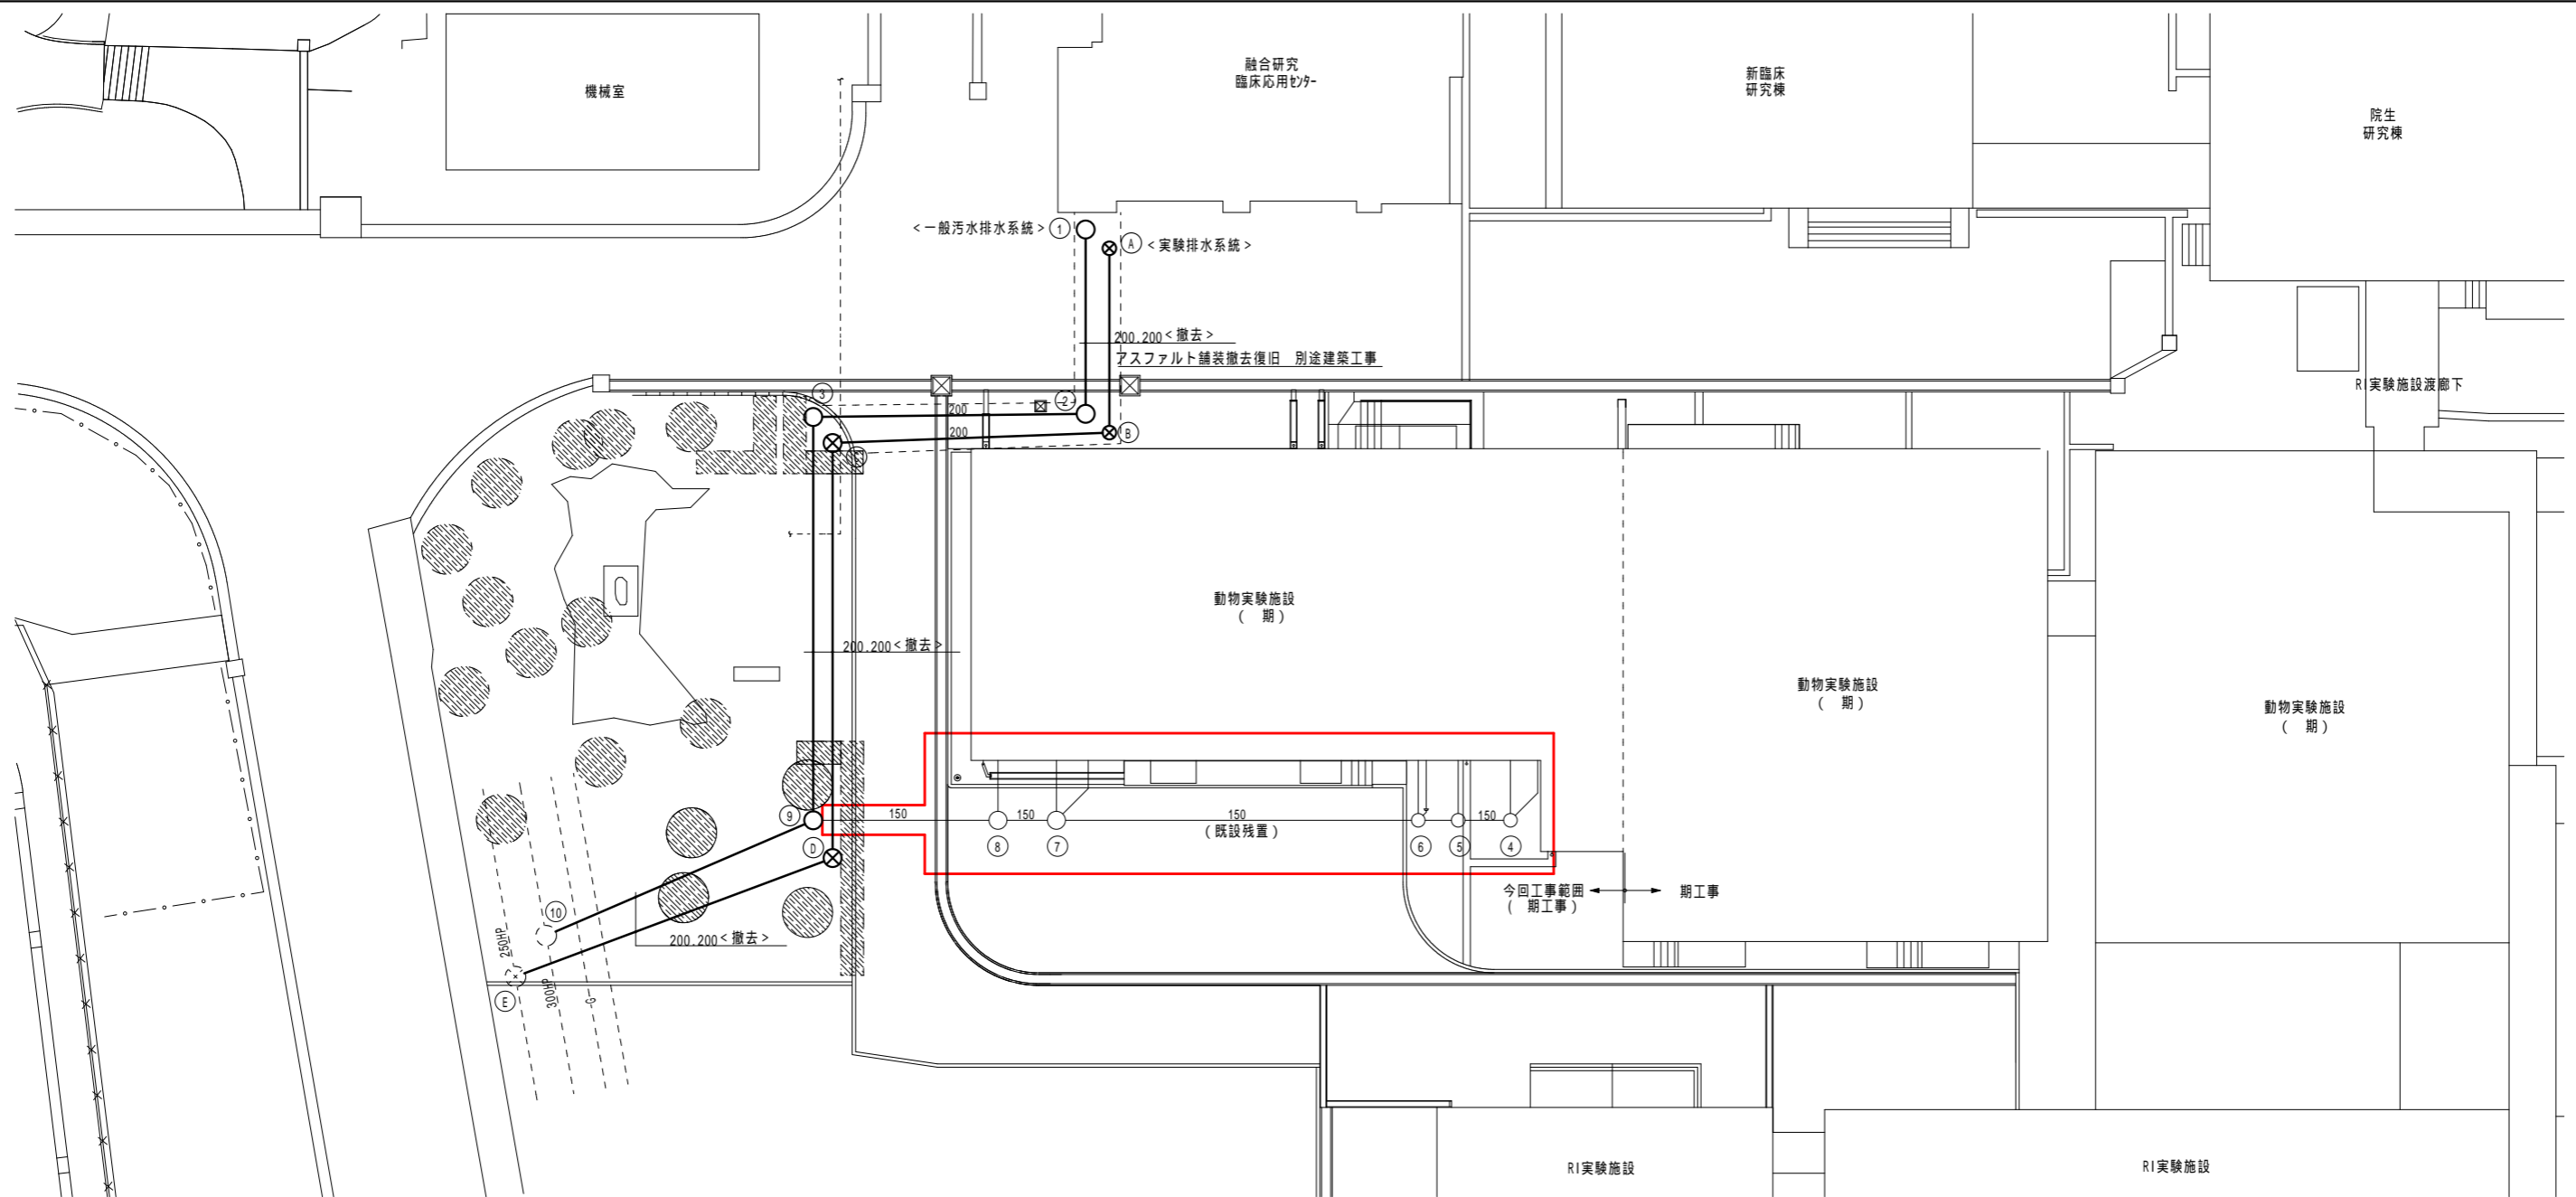 機械室
融合研究
臨床応用ｾﾝﾀｰ
新臨床
研究棟
院生
研究棟
<一般汚水排水系統>
1
A
<実験排水系統>
200.200<撤去>
アスファルト舗装撤去復旧 別途建築工事
RI実験施設渡廊下
3
200
2
200
B
動物実験施設
( 期)
200.200<撤去>
動物実験施設
( 期)
動物実験施設
( 期)
9
150
150
150
(既設残置)
150
D
8
7
6
5
4
今回工事範囲
( 期工事)
期工事
10
200.200<撤去>
250HP
300HP
G
E
RI実験施設
RI実験施設